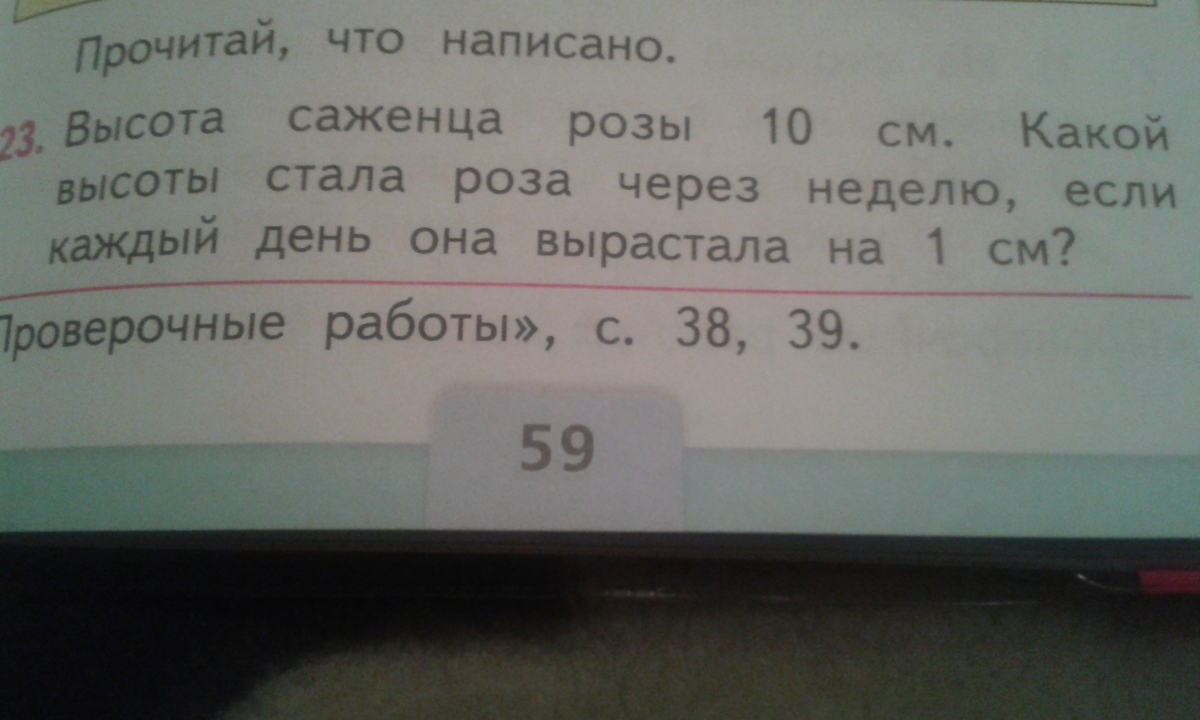 Прочитай, что написано.
23. Высота саженца розы 10 см. Какой
высоты стала роза через неделю, если
каждый день она вырастала на 1 см?
Проверочные работы», с. 38, 39.
59